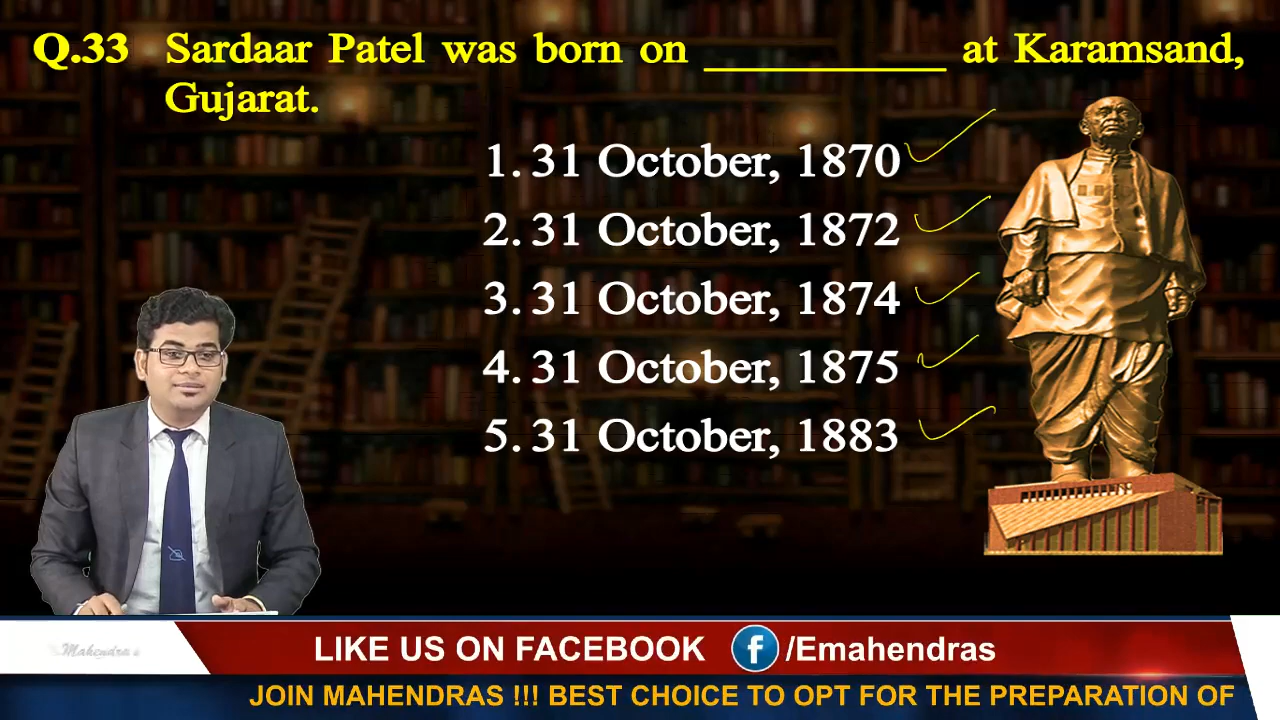 Q.33 Sardaar Patel was born on ____________ at Karamsand,
Gujarat.
1. 31 October, 1870
2. 31 October, 1872
3. 31 October, 1874
4. 31 October, 1875
5. 31 October, 1883
Mahendra's
LIKE US ON FACEBOOK f /Emahendras
JOIN MAHENDRAS !!! BEST CHOICE TO OPT FOR THE PREPARATION OF